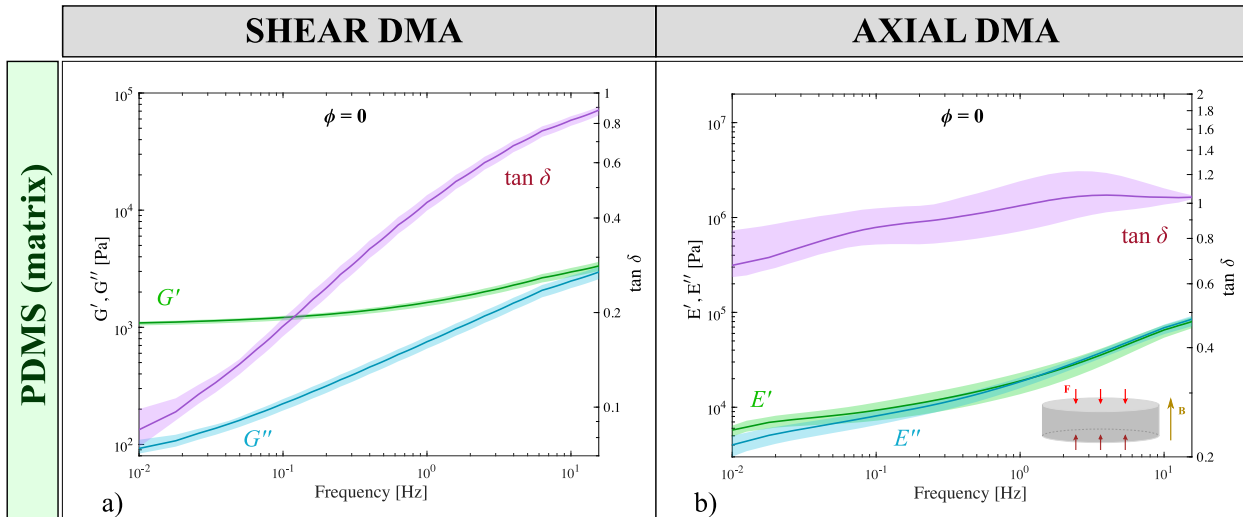 SHEAR DMA
AXIAL DMA
PDMS (matrix)
ϕ = 0
10⁵
10⁴
10³
10²
G′, G″ [Pa]
1
0.8
0.6
0.4
0.2
0.1
tan δ
tan δ
G′
G″
10⁻²
10⁻¹
10⁰
10¹
Frequency [Hz]
a)
ϕ = 0
10⁷
10⁶
10⁵
10⁴
E′, E″ [Pa]
2
1.8
1.6
1.4
1.2
1
0.8
0.6
0.4
0.2
tan δ
tan δ
E′
E″
F
B
10⁻²
10⁻¹
10⁰
10¹
Frequency [Hz]
b)